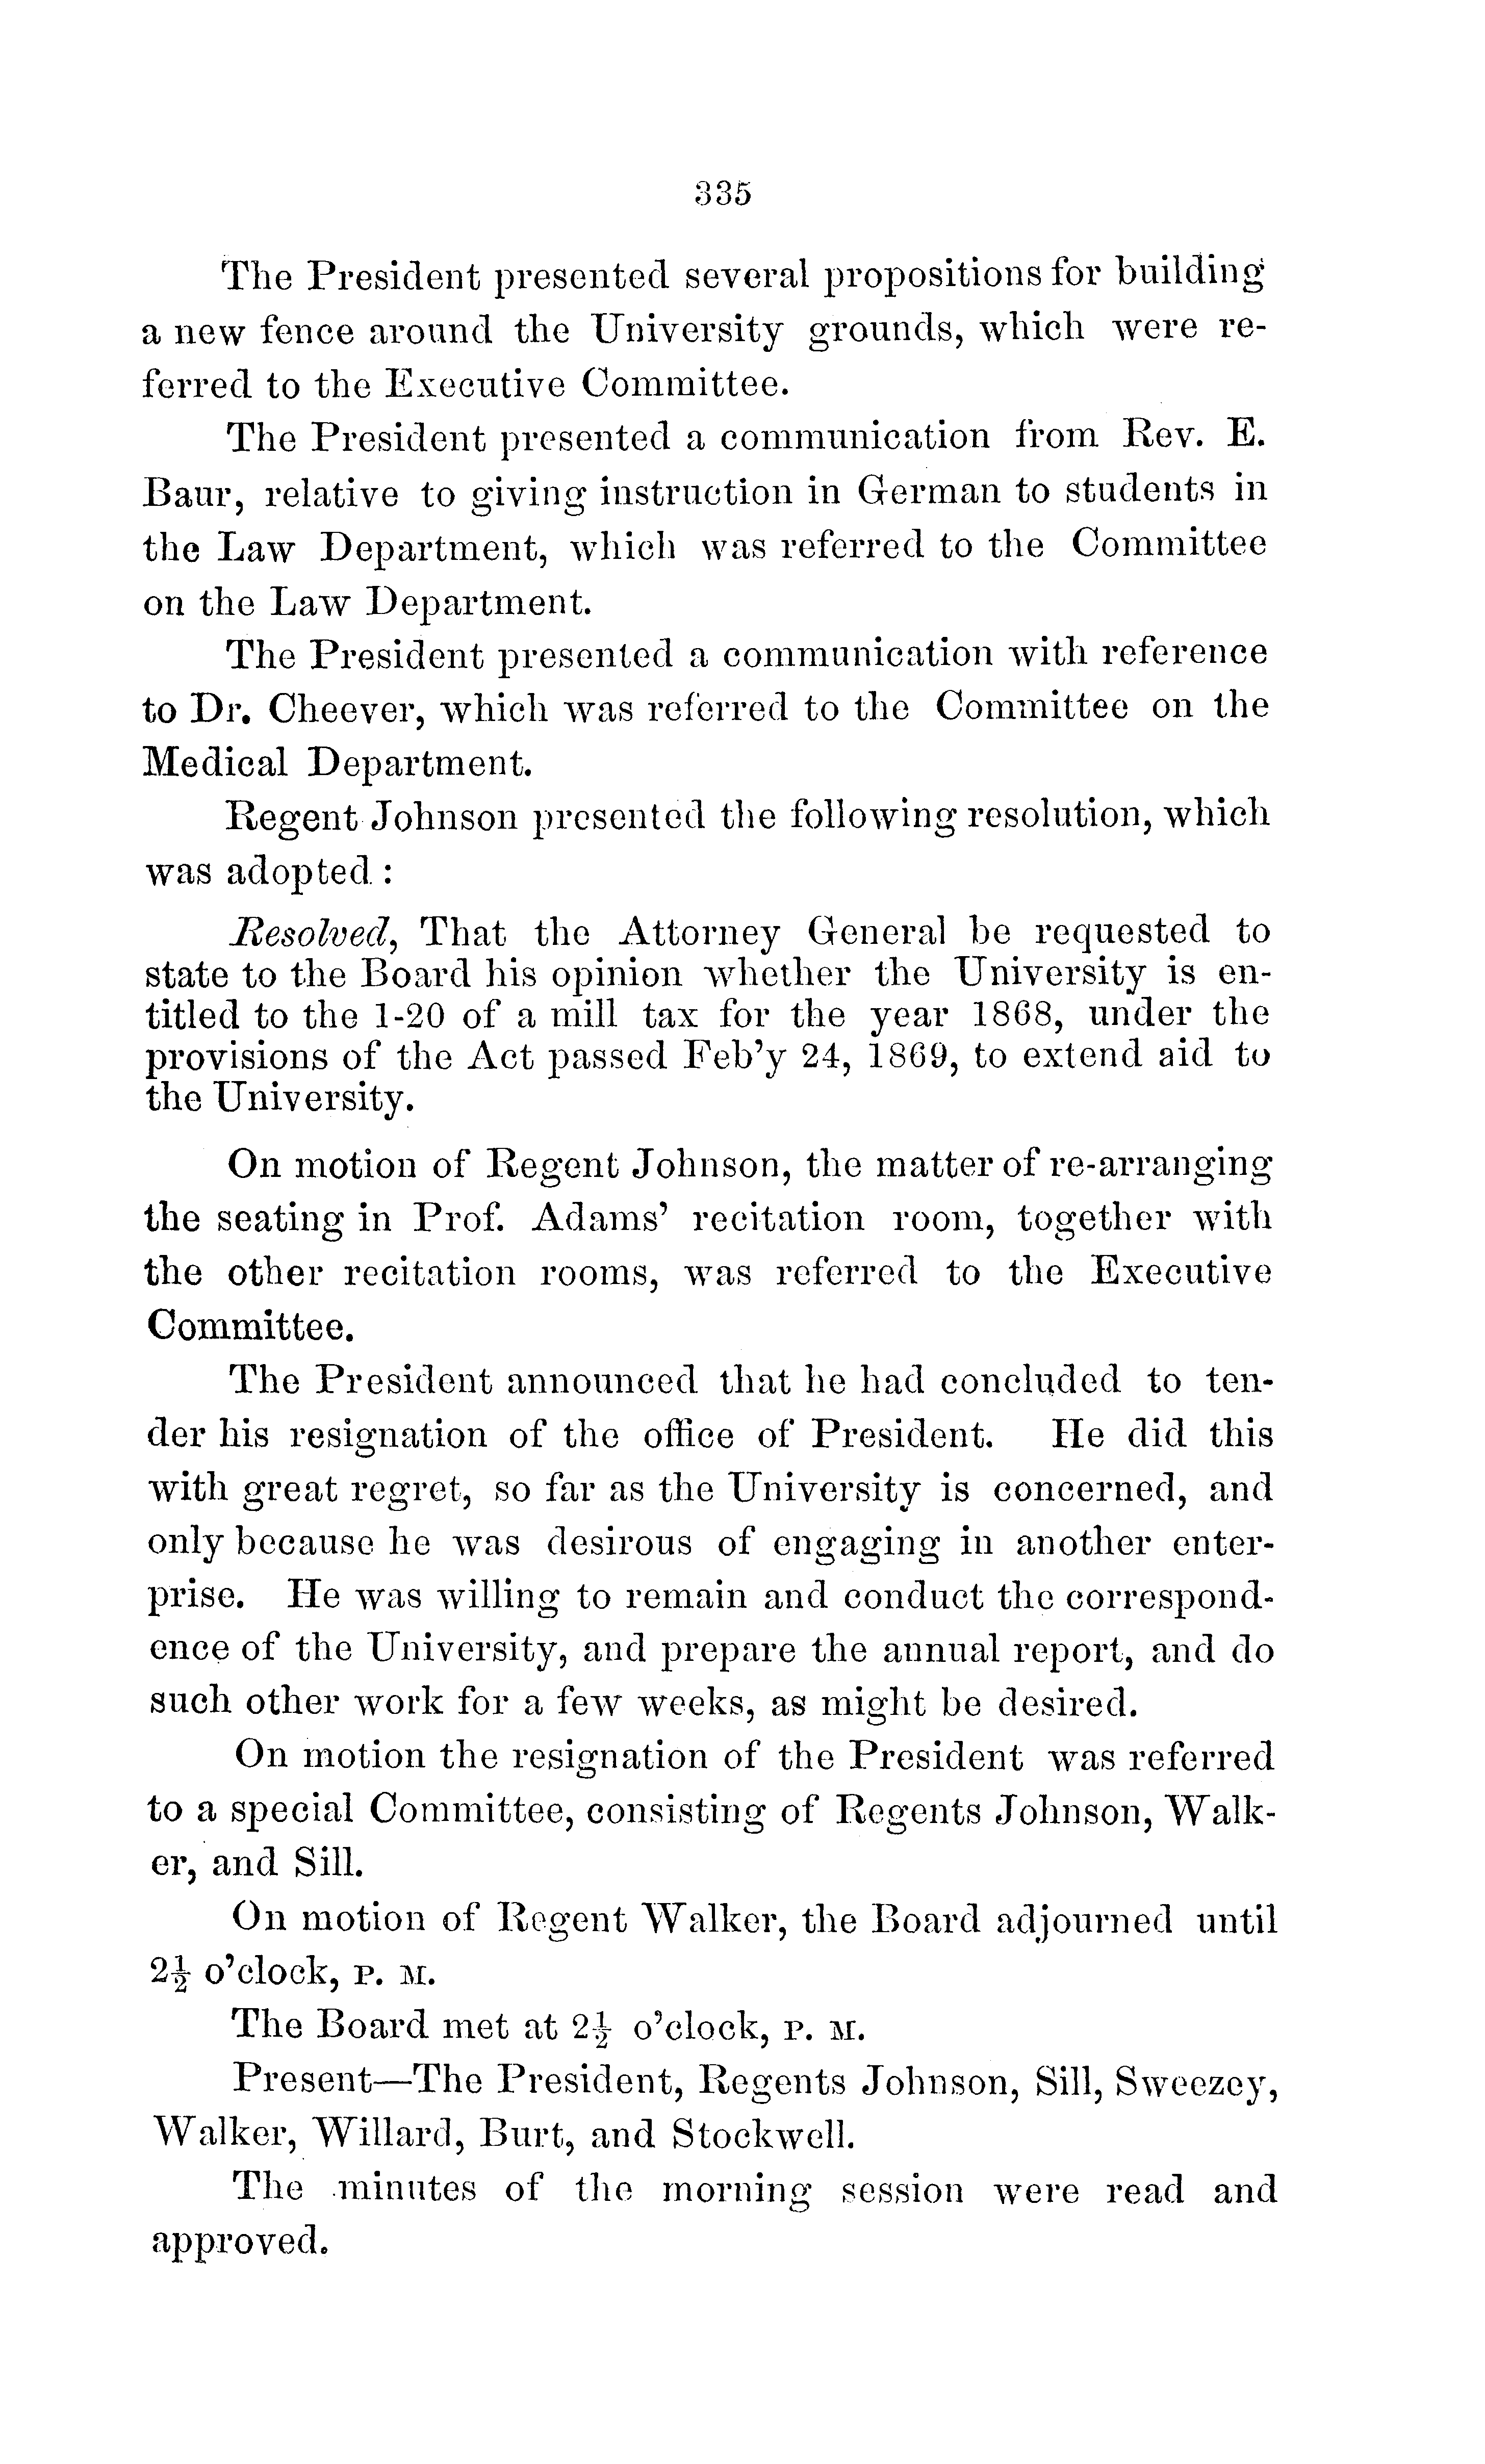 335
The President presented several propositions for building
a new fence around the University grounds, which were re-
ferred to the Executive Committee.
The President presented a communication from Rev. E.
Baur, relative to giving instruction in German to students in
the Law Department, which was referred to the Committee
on the Law Department.
The President presented a communication with reference
to Dr. Cheever, which was referred to the Committee on the
Medical Department.
Regent Johnson presented the following resolution, which
was adopted :
Resolved, That the Attorney General be requested to
state to the Board his opinion whether the University is en-
titled to the 1-20 of a mill tax for the year 1868, under the
provisions of the Act passed Feb'y 24, 1869, to extend aid to
the University.
On motion of Regent Johnson, the matter of re-arranging
the seating in Prof. Adams' recitation room, together with
the other recitation rooms, was referred to the Executive
Committee.
The President announced that he had concluded to ten-
der his resignation of the office of President. He did this
with great regret, so far as the University is concerned, and
only because he was desirous of engaging in another enter-
prise. He was willing to remain and conduct the correspond-
ence of the University, and prepare the annual report, and do
such other work for a few weeks, as might be desired.
On motion the resignation of the President was referred
to a special Committee, consisting of Regents Johnson, Walk-
er, and Sill.
On motion of Regent Walker, the Board adjourned until
2½ o'clock, P. M.
The Board met at 2½ o'clock, P. M.
Present—The President, Regents Johnson, Sill, Sweezey,
Walker, Willard, Burt, and Stockwell.
The minutes of the morning session were read and
approved.